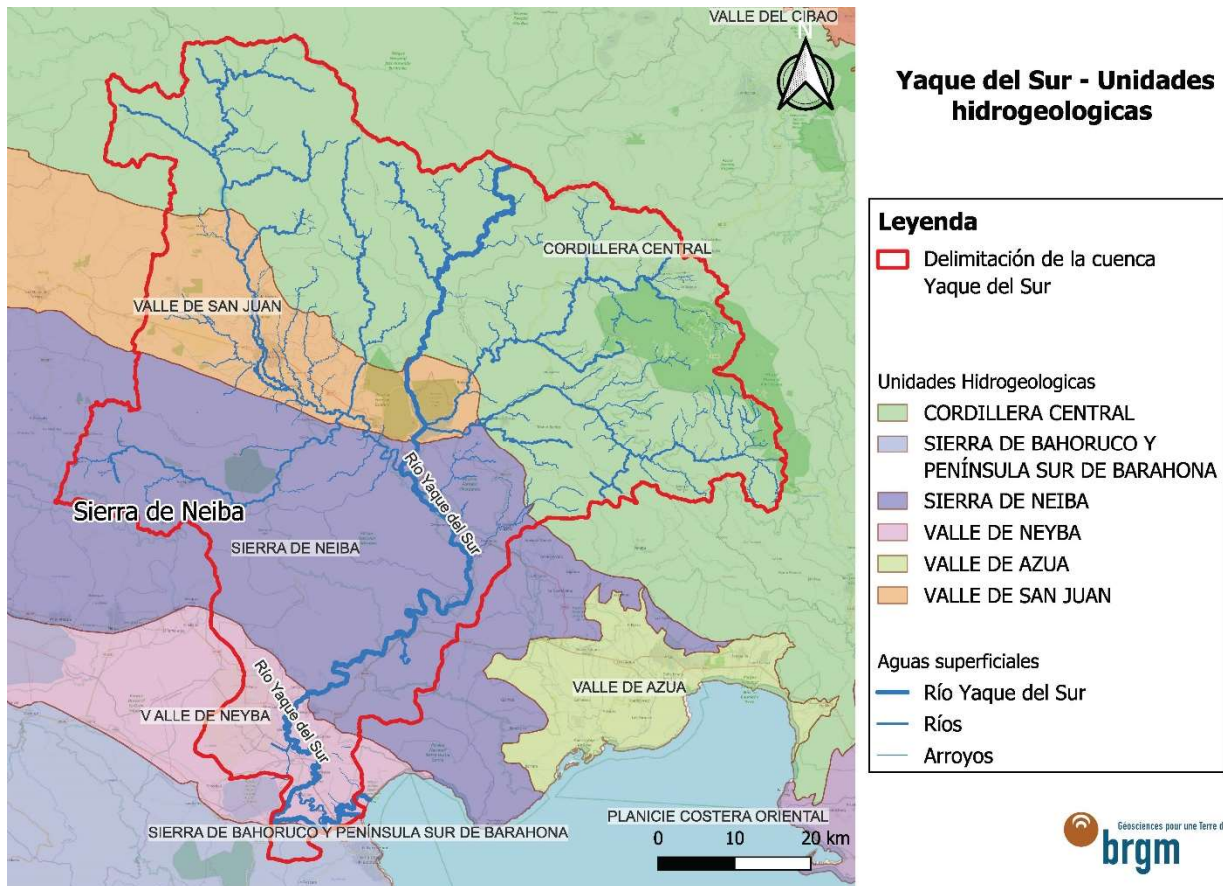 VALLE DEL CIBAO
N
CORDILLERA CENTRAL
VALLE DE SAN JUAN
Río Yaque del Sur
Sierra de Neiba
SIERRA DE NEIBA
VALLE DE AZUA
Río Yaque del Sur
V ALLE DE NEYBA
PLANICIE COSTERA ORIENTAL
SIERRA DE BAHORUCO Y PENÍNSULA SUR DE BARAHONA
0 10 20 km
Yaque del Sur - Unidades
hidrogeologicas
Leyenda
Delimitación de la cuenca
Yaque del Sur
Unidades Hidrogeologicas
CORDILLERA CENTRAL
SIERRA DE BAHORUCO Y
PENÍNSULA SUR DE BARAHONA
SIERRA DE NEIBA
VALLE DE NEYBA
VALLE DE AZUA
VALLE DE SAN JUAN
Aguas superficiales
Río Yaque del Sur
Ríos
Arroyos
Géosciences pour une Terre d
brgm